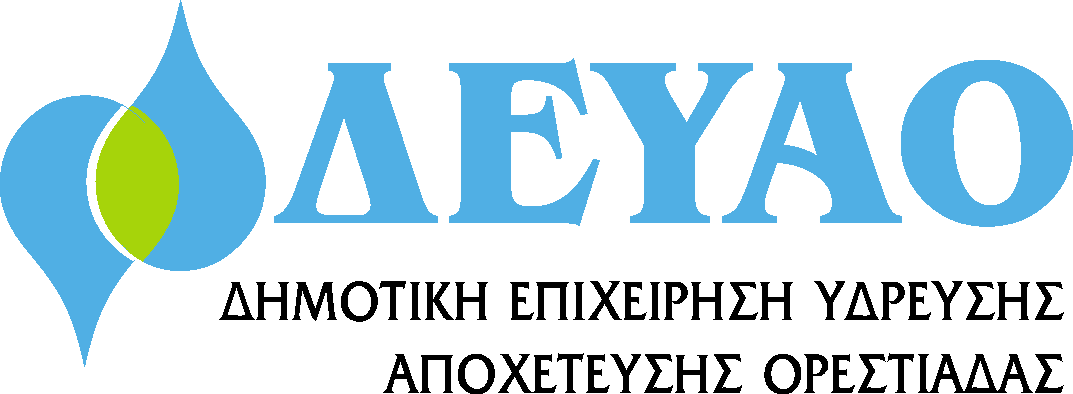 ΔΕΥΑΟ
ΔΗΜΟΤΙΚΗ ΕΠΙΧΕΙΡΗΣΗ ΥΔΡΕΥΣΗΣ
ΑΠΟΧΕΤΕΥΣΗΣ ΟΡΕΣΤΙΑΔΑΣ